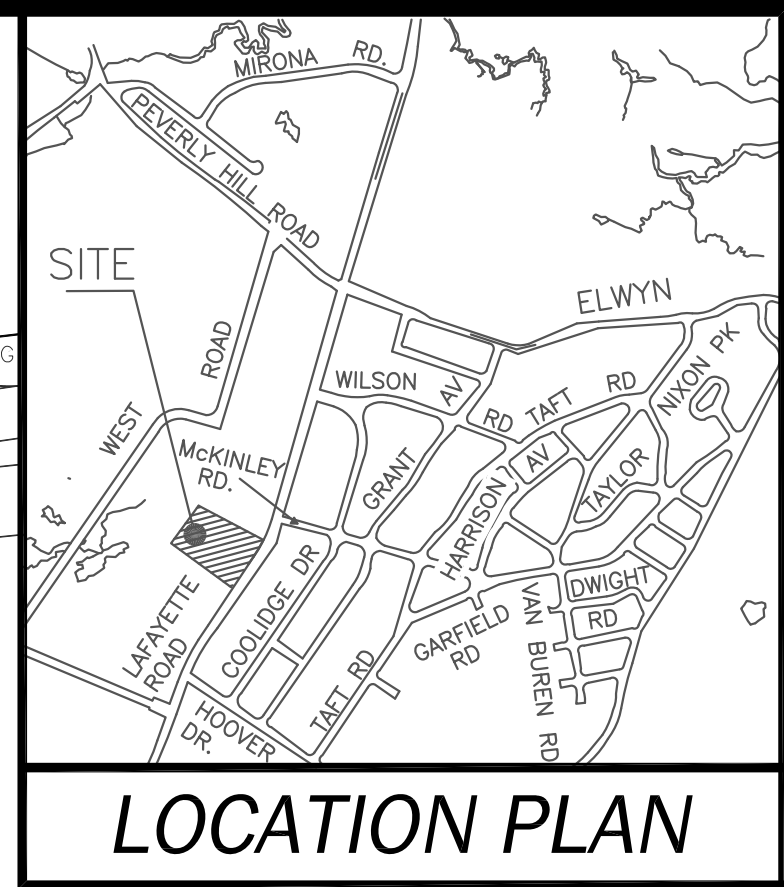 MIRONA RD.
PEVERLY HILL ROAD
SITE
ELWYN
WEST ROAD
WILSON AV
RD
TAFT RD
NIXON PK
McKINLEY
RD.
GRANT
HARRISON AV
TAYLOR
G
LAFAYETTE
ROAD
COOLIDGE DR
GARFIELD
RD
DWIGHT
RD
VAN BUREN RD
TAFT RD
HOOVER
DR.
LOCATION PLAN